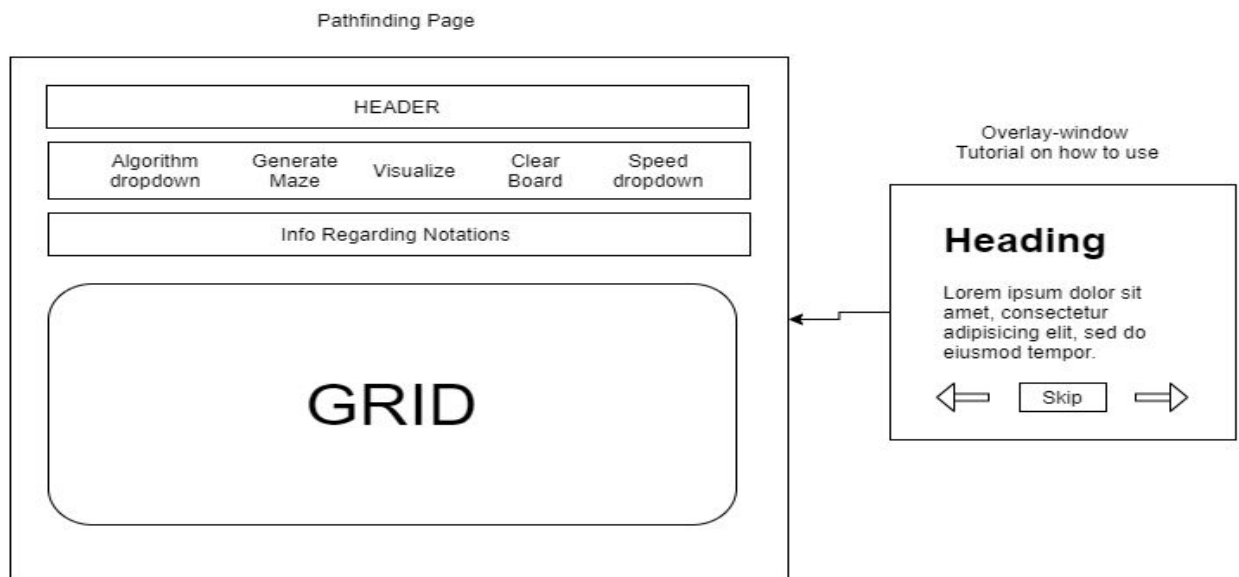 Pathfinding Page
HEADER
Algorithm
dropdown
Generate
Maze
Visualize
Clear
Board
Speed
dropdown
Info Regarding Notations
GRID
Overlay-window
Tutorial on how to use
Heading
Lorem ipsum dolor sit
amet, consectetur
adipisicing elit, sed do
eiusmod tempor.
Skip